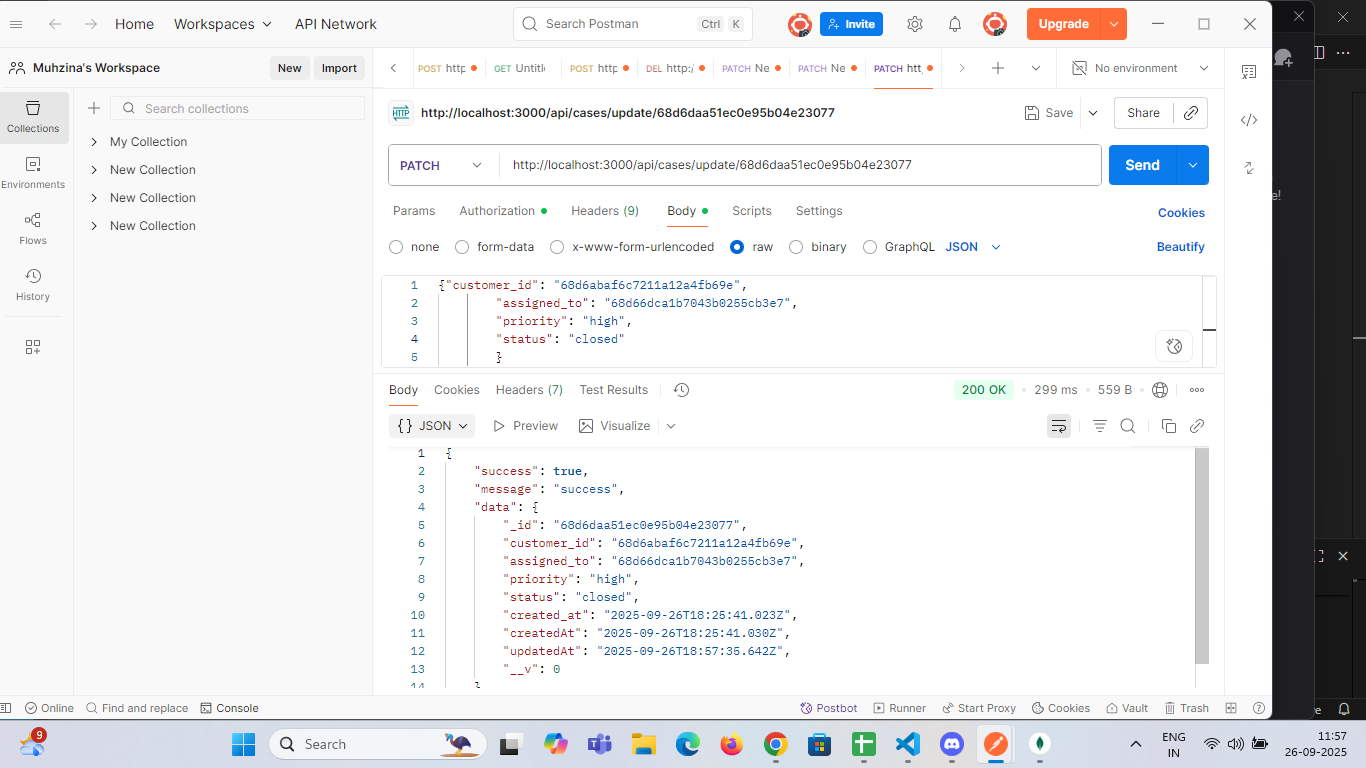 Home Workspaces API Network Search Postman Ctrl K Invite Upgrade
Muhzina's Workspace New Import POST http GET Untitle POST http DEL http:/ PATCH Ne PATCH Ne PATCH htt, No environment
Collections
Search collections
HTTP http://localhost:3000/api/cases/update/68d6daa51ec0e95b04e23077 Save Share
My Collection
New Collection
New Collection
New Collection
Environments
Flows
History
PATCH http://localhost:3000/api/cases/update/68d6daa51ec0e95b04e23077 Send
Params Authorization Headers (9) Body Scripts Settings Cookies
none form-data x-www-form-urlencoded raw binary GraphQL JSON Beautify
1 {"customer_id": "68d6abaf6c7211a12a4fb69e",
2 "assigned_to": "68d66dca1b7043b0255cb3e7",
3 "priority": "high",
4 "status": "closed"
5 }
Body Cookies Headers (7) Test Results 200 OK 299 ms 559 B
{} JSON Preview Visualize
1 {
2 "success": true,
3 "message": "success",
4 "data": {
5 "_id": "68d6daa51ec0e95b04e23077",
6 "customer_id": "68d6abaf6c7211a12a4fb69e",
7 "assigned_to": "68d66dca1b7043b0255cb3e7",
8 "priority": "high",
9 "status": "closed",
10 "created_at": "2025-09-26T18:25:41.023Z",
11 "createdAt": "2025-09-26T18:25:41.030Z",
12 "updatedAt": "2025-09-26T18:57:35.642Z",
13 "__v": 0
14 }
Online Find and replace Console Postbot Runner Start Proxy Cookies Vault Trash
9 Search ENG IN 11:57 26-09-2025